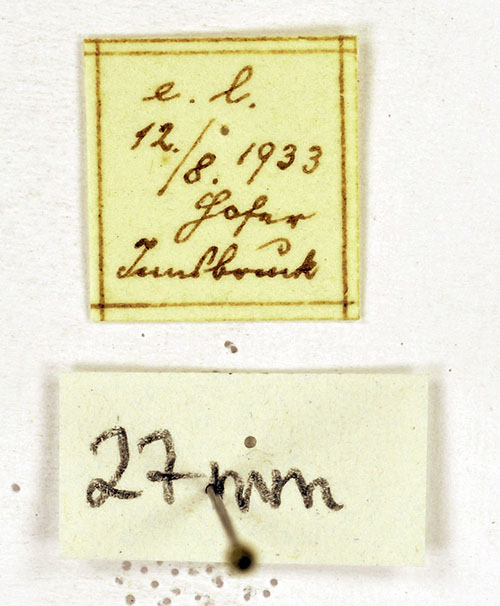 e. l.
12./8. 1933
Hofer
Innsbruck
27 mm